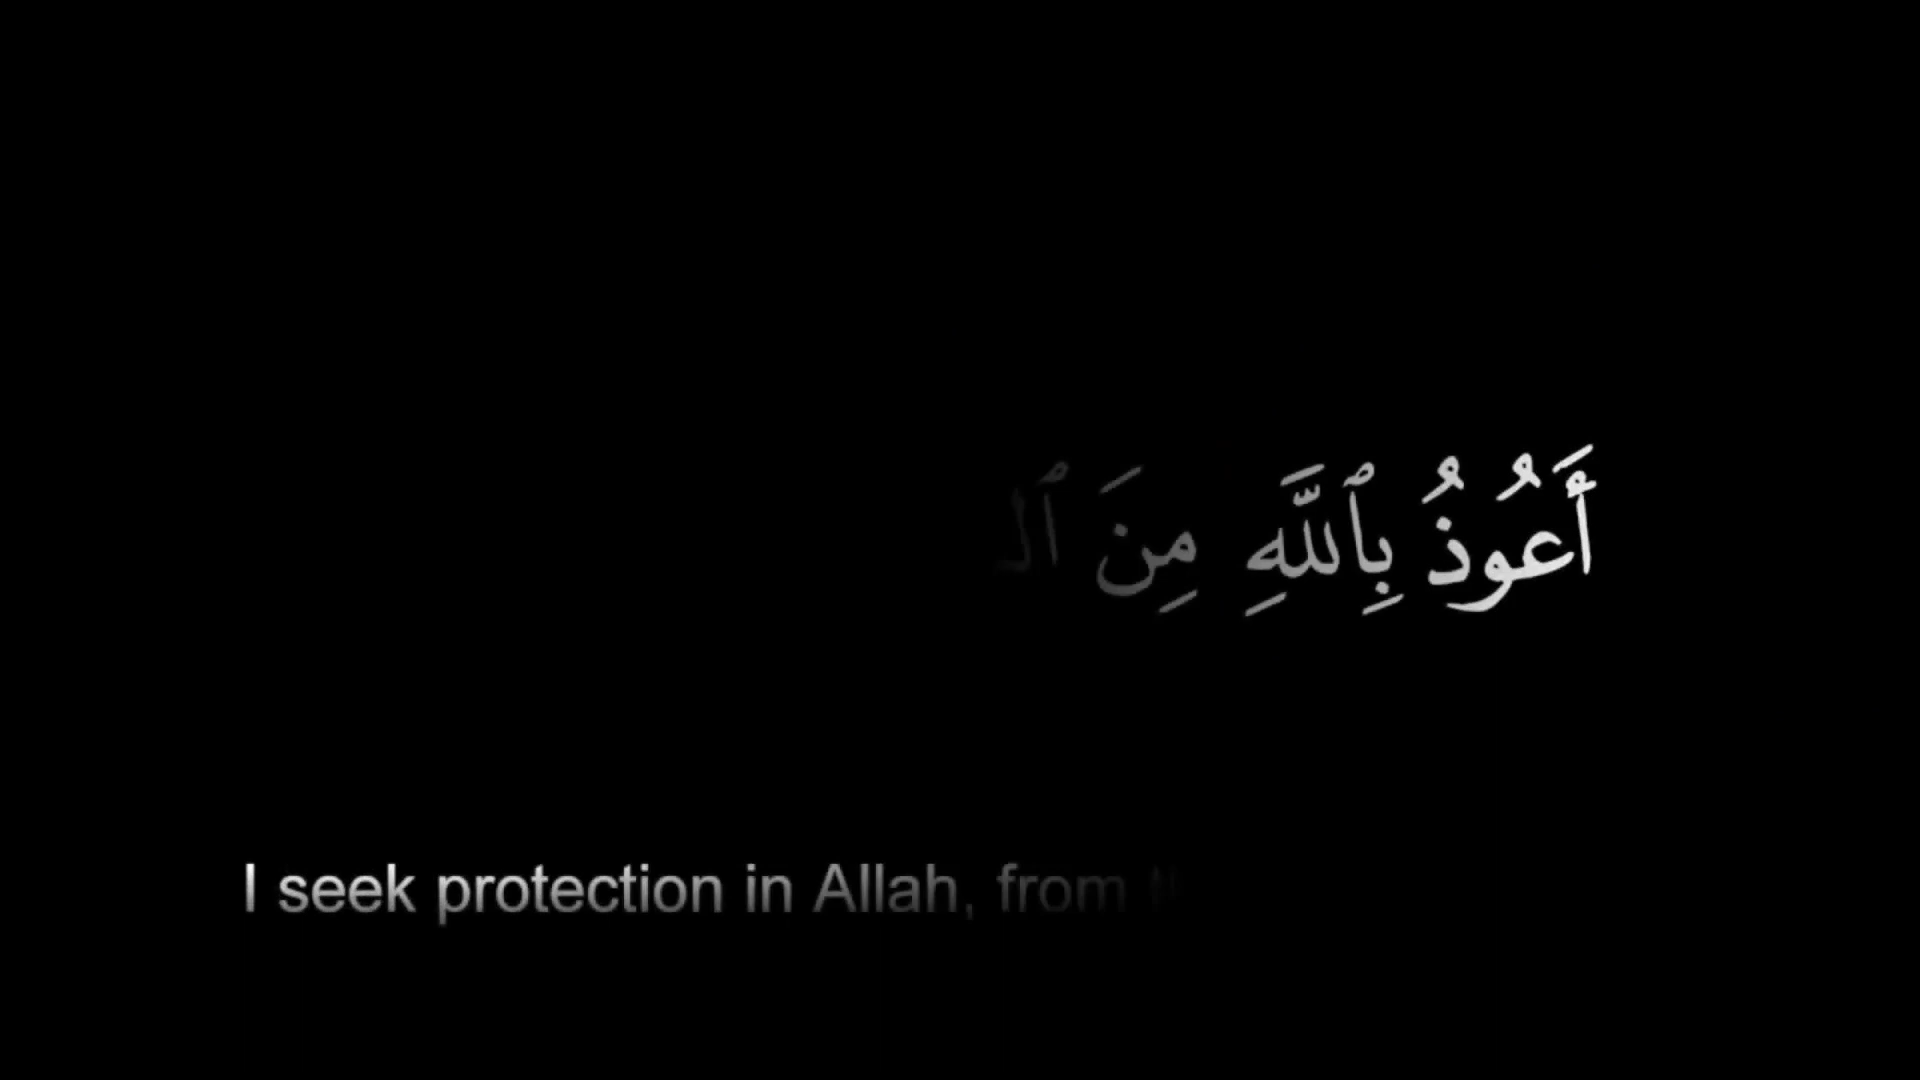 أَعُوذُ بِٱللَّهِ مِنَ
I seek protection in Allah, from